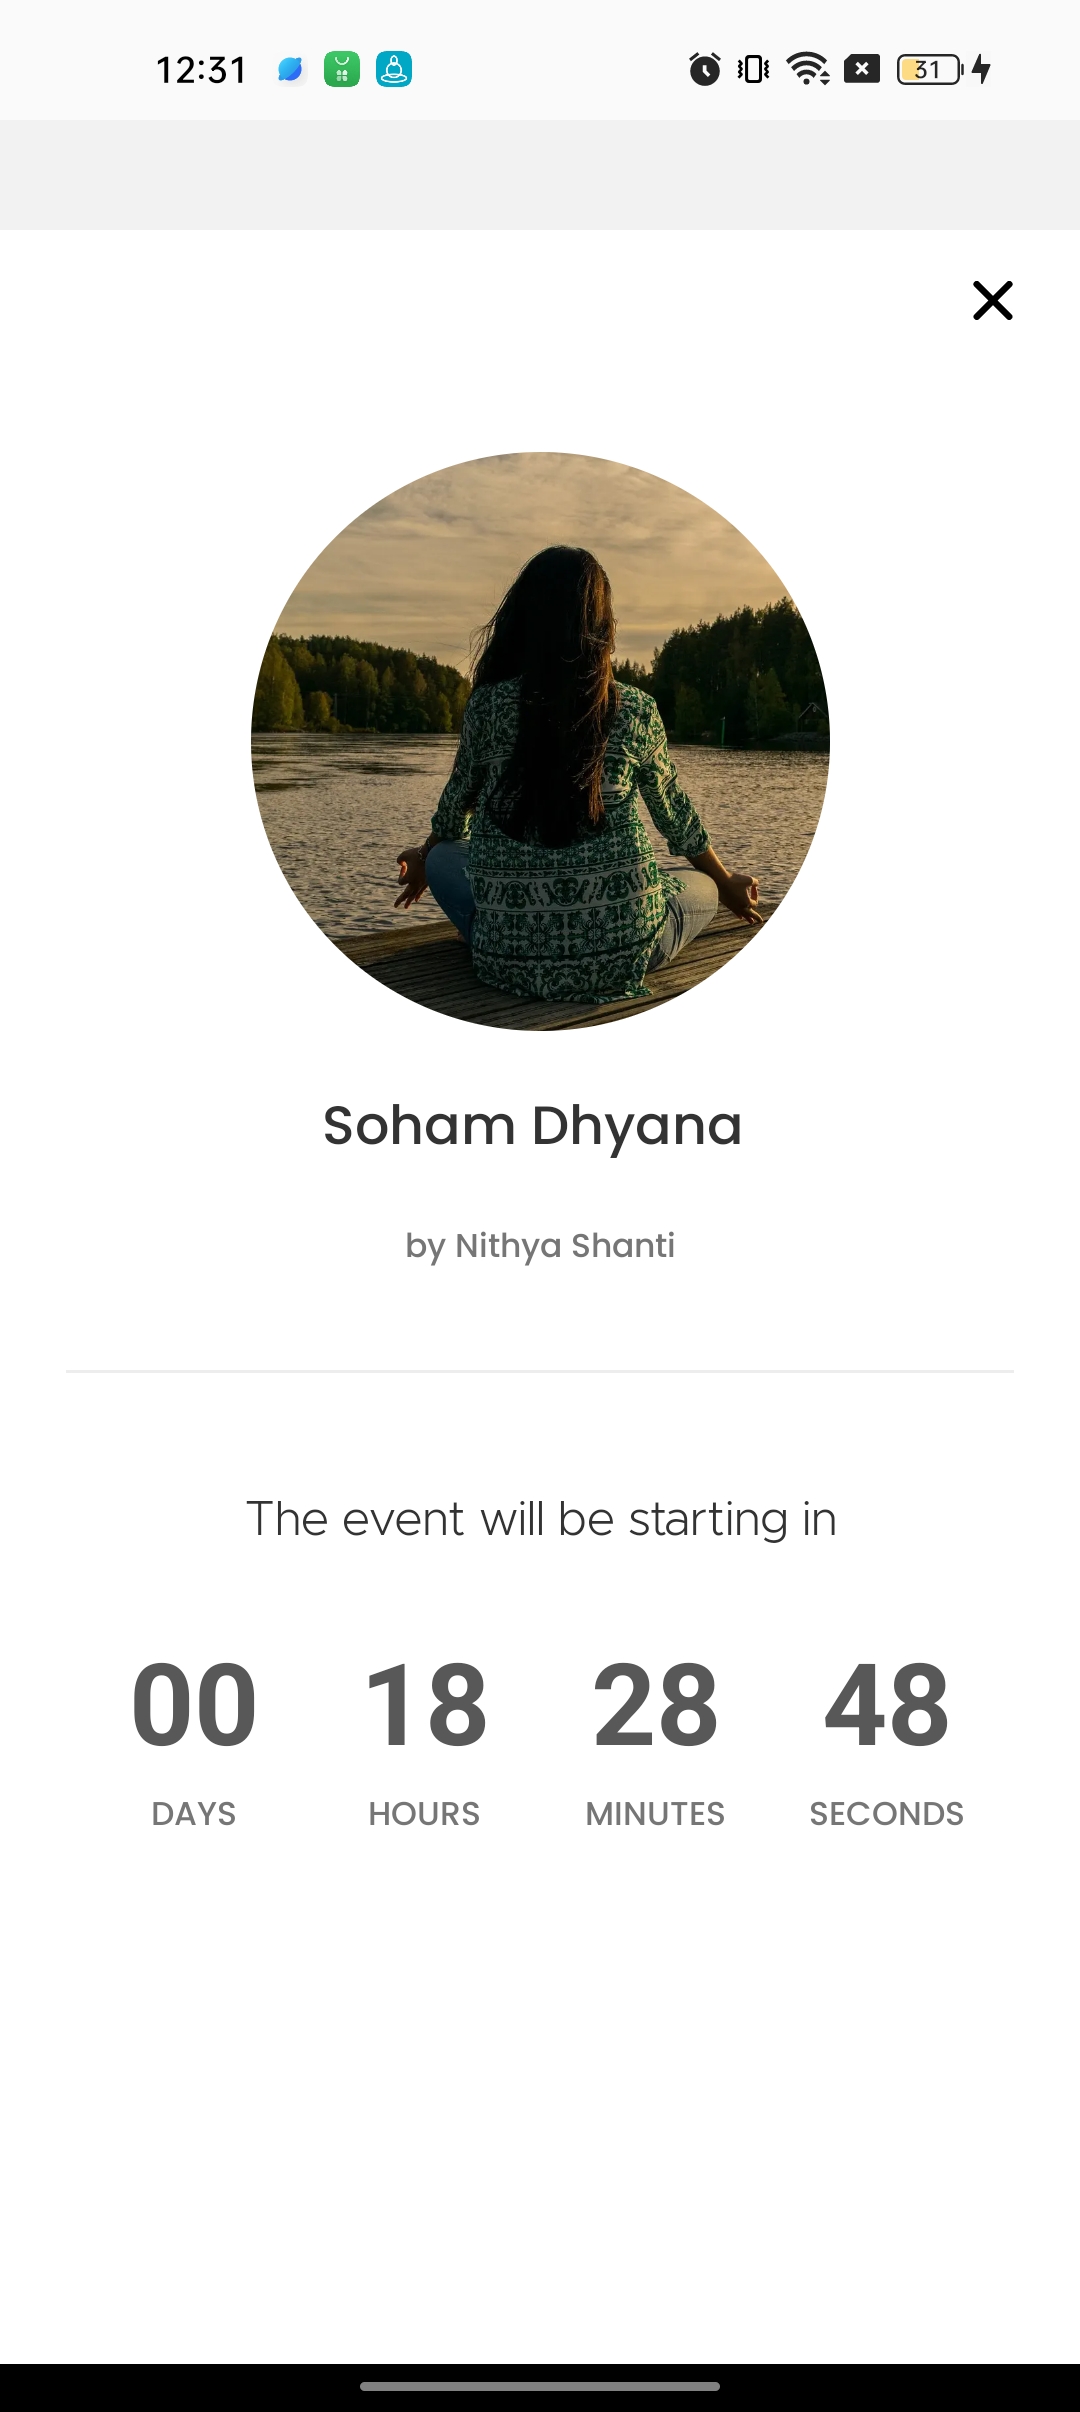 12:31
31
Soham Dhyana
by Nithya Shanti
The event will be starting in
00 18 28 48
DAYS HOURS MINUTES SECONDS